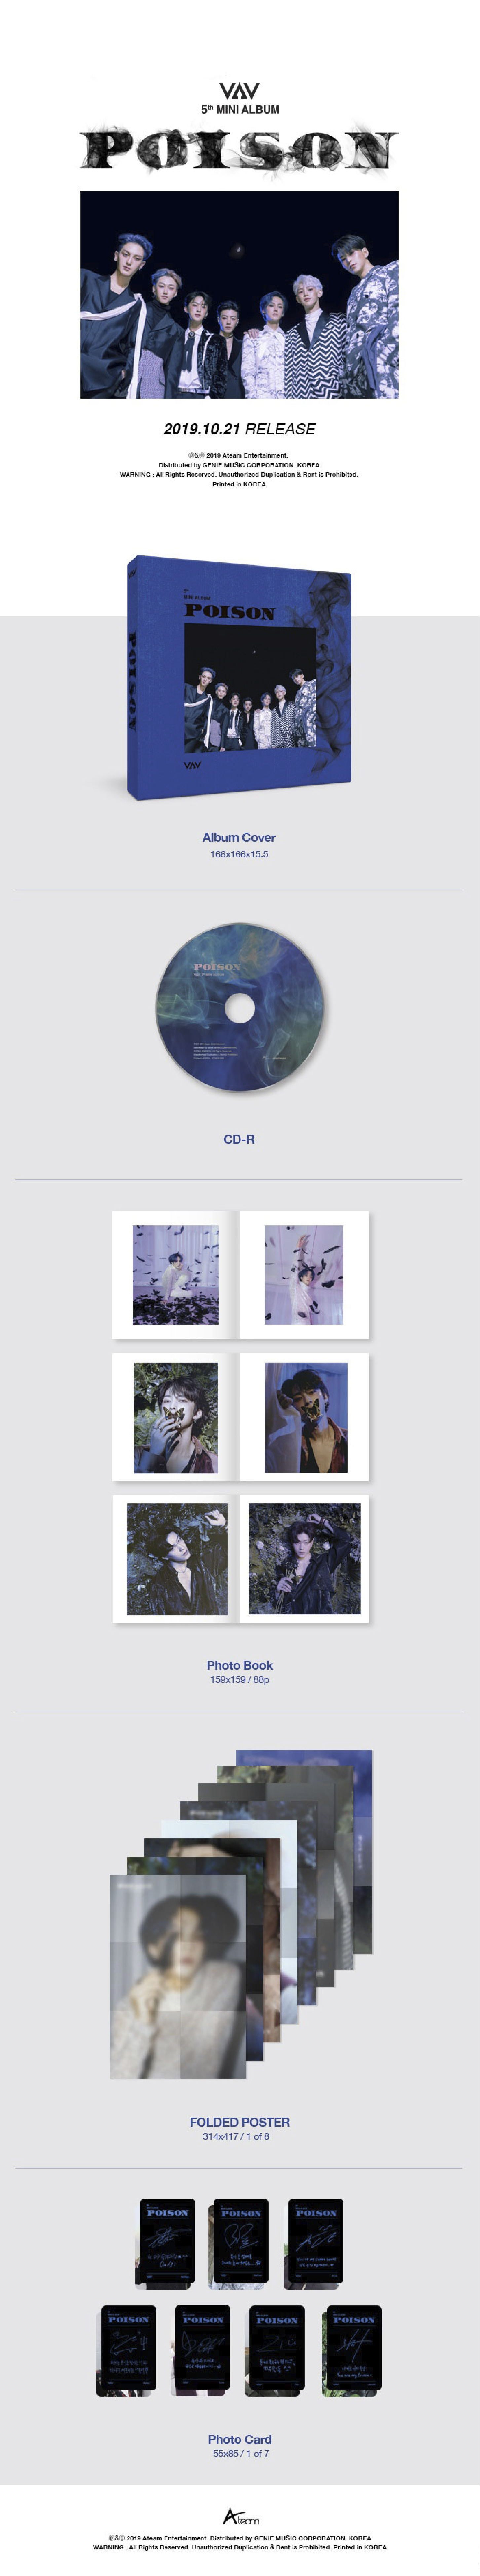 VAV
5th MINI ALBUM
POISON
2019.10.21 RELEASE
℗&© 2019 Ateam Entertainment.
Distributed by GENIE MUSIC CORPORATION. KOREA
WARNING : All Rights Reserved. Unauthorized Duplication & Rent is Prohibited.
Printed in KOREA
5th
MINI ALBUM
POISON
POISON
VAV
Album Cover
166x166x15.5
POISON
CD-R
Photo Book
159x159 / 88p
FOLDED POSTER
314x417 / 1 of 8
POISON
POISON
POISON
POISON
POISON
POISON
POISON
Photo Card
55x85 / 1 of 7
Ateam
℗&© 2019 Ateam Entertainment. Distributed by GENIE MUSIC CORPORATION. KOREA
WARNING : All Rights Reserved. Unauthorized Duplication & Rent is Prohibited. Printed in KOREA